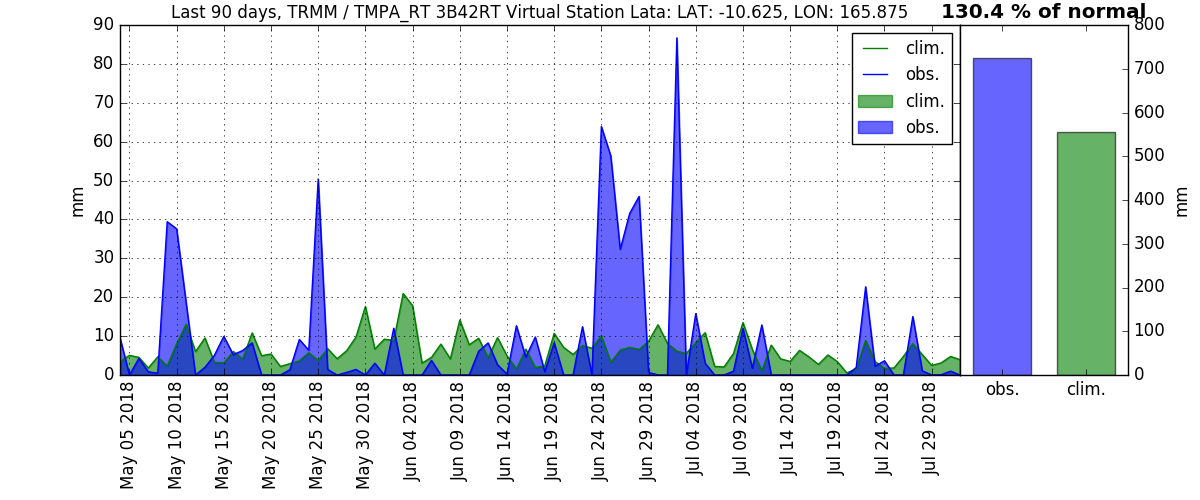 Last 90 days, TRMM / TMPA_RT 3B42RT Virtual Station Lata: LAT: -10.625, LON: 165.875
130.4 % of normal
90
80
70
60
50
40
30
20
10
0
mm
clim.
obs.
clim.
obs.
May 05 2018
May 10 2018
May 15 2018
May 20 2018
May 25 2018
May 30 2018
Jun 04 2018
Jun 09 2018
Jun 14 2018
Jun 19 2018
Jun 24 2018
Jun 29 2018
Jul 04 2018
Jul 09 2018
Jul 14 2018
Jul 19 2018
Jul 24 2018
Jul 29 2018
800
700
600
500
400
300
200
100
0
mm
obs.
clim.